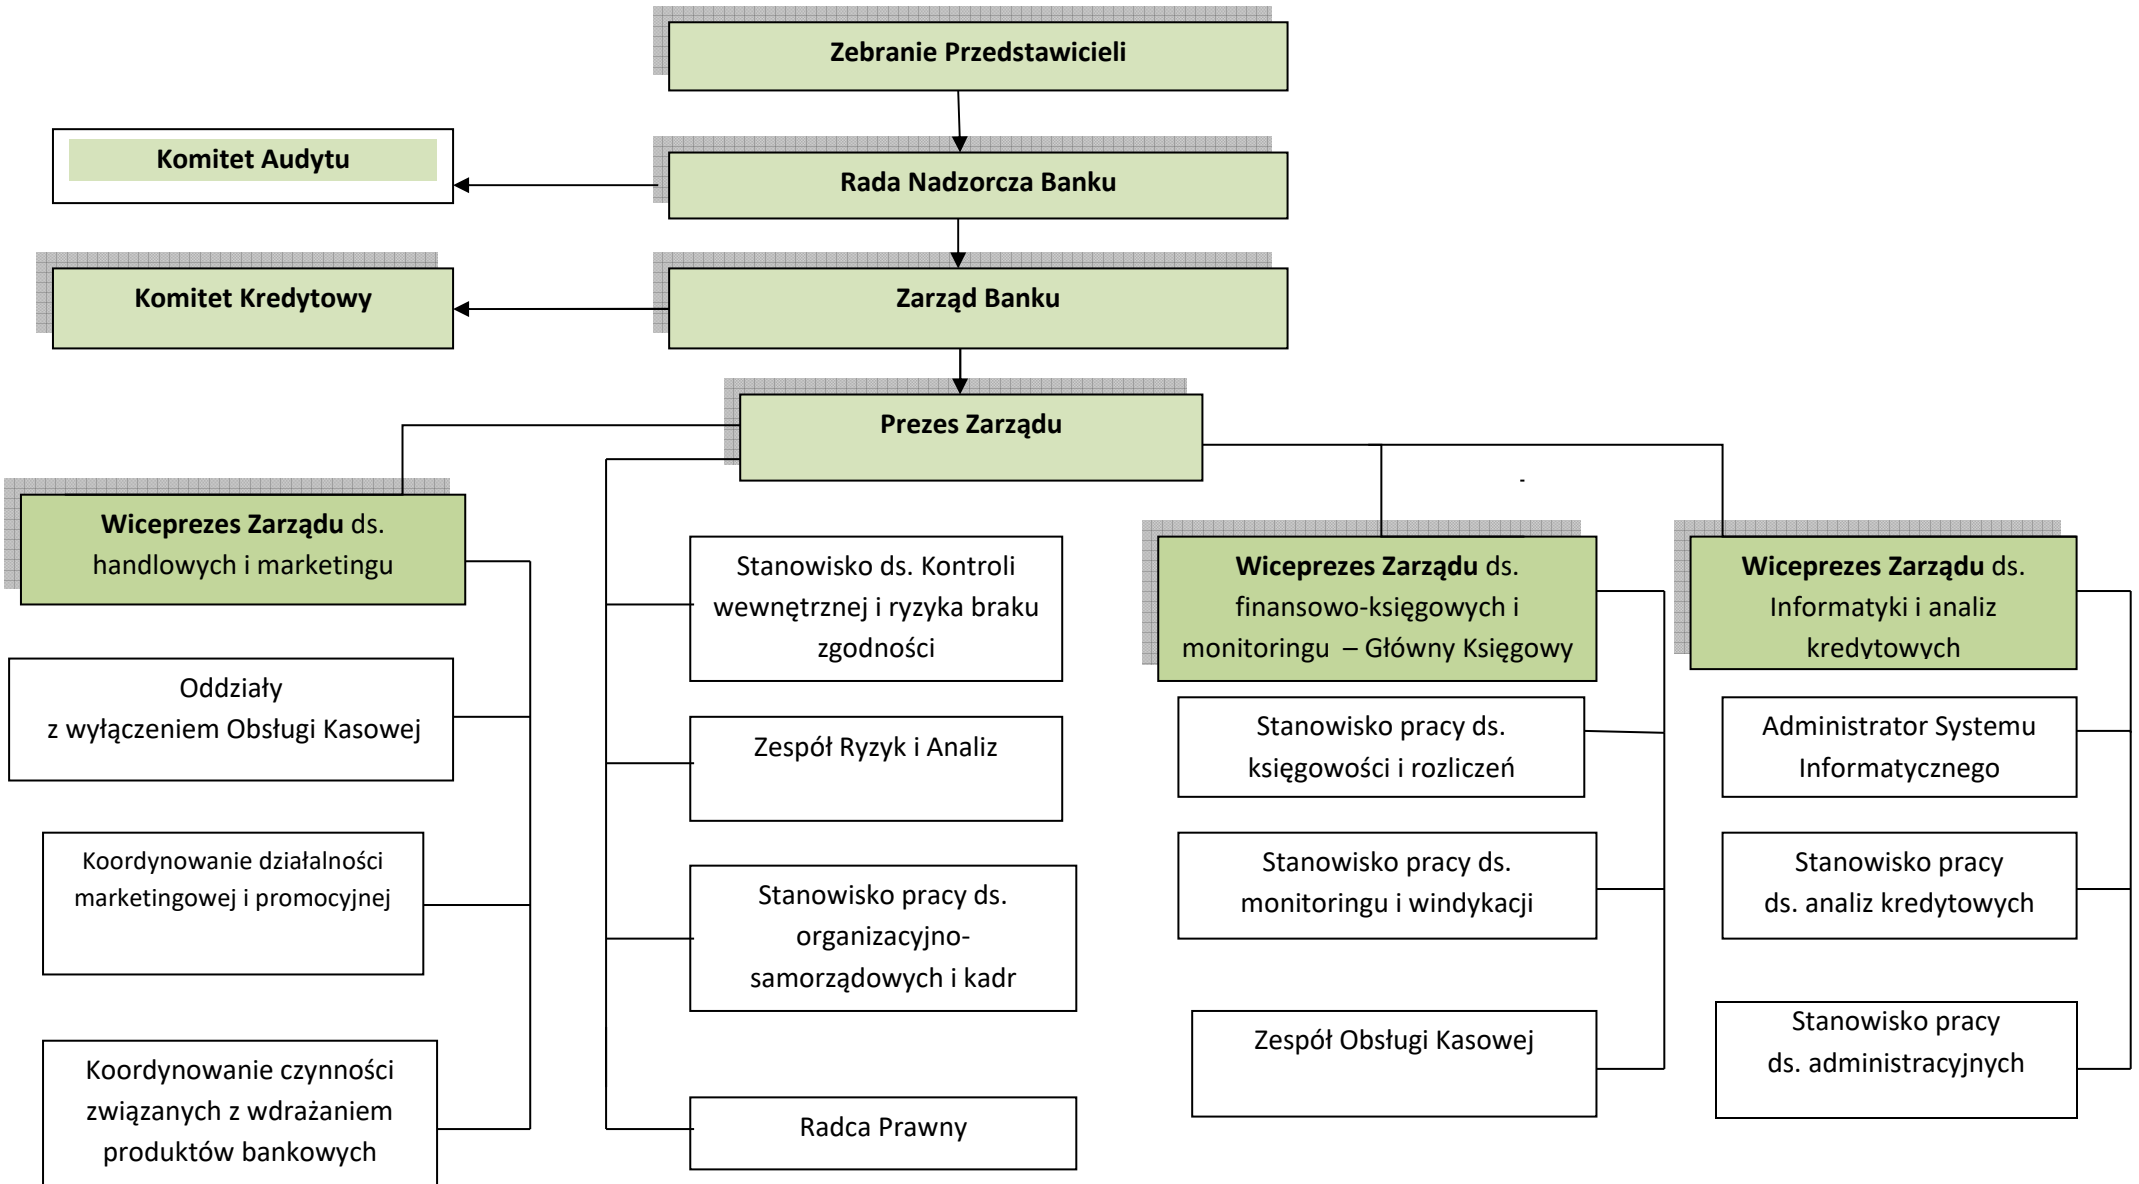 Zebranie Przedstawicieli
Komitet Audytu
Rada Nadzorcza Banku
Komitet Kredytowy
Zarząd Banku
Prezes Zarządu
-
Wiceprezes Zarządu ds.
handlowych i marketingu
Oddziały
z wyłączeniem Obsługi Kasowej
Koordynowanie działalności
marketingowej i promocyjnej
Koordynowanie czynności
związanych z wdrażaniem
produktów bankowych
Stanowisko ds. Kontroli
wewnętrznej i ryzyka braku
zgodności
Zespół Ryzyk i Analiz
Stanowisko pracy ds.
organizacyjno-
samorządowych i kadr
Radca Prawny
Wiceprezes Zarządu ds.
finansowo-księgowych i
monitoringu – Główny Księgowy
Stanowisko pracy ds.
księgowości i rozliczeń
Stanowisko pracy ds.
monitoringu i windykacji
Zespół Obsługi Kasowej
Wiceprezes Zarządu ds.
Informatyki i analiz
kredytowych
Administrator Systemu
Informatycznego
Stanowisko pracy
ds. analiz kredytowych
Stanowisko pracy
ds. administracyjnych